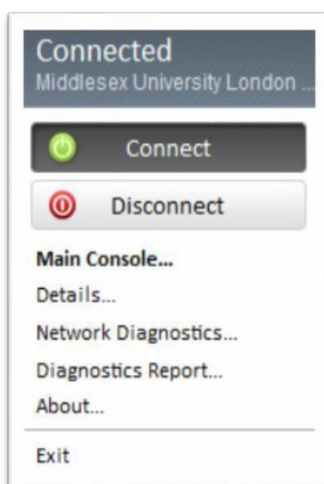 Connected
Middlesex University London ...
Connect
Disconnect
Main Console...
Details...
Network Diagnostics...
Diagnostics Report...
About...
Exit